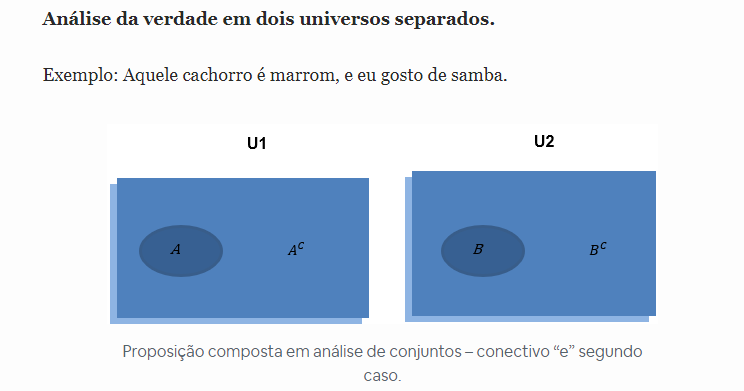 Análise da verdade em dois universos separados.
Exemplo: Aquele cachorro é marrom, e eu gosto de samba.
U1
U2
A
A^C
B
B^C
Proposição composta em análise de conjuntos – conectivo “e” segundo
caso.